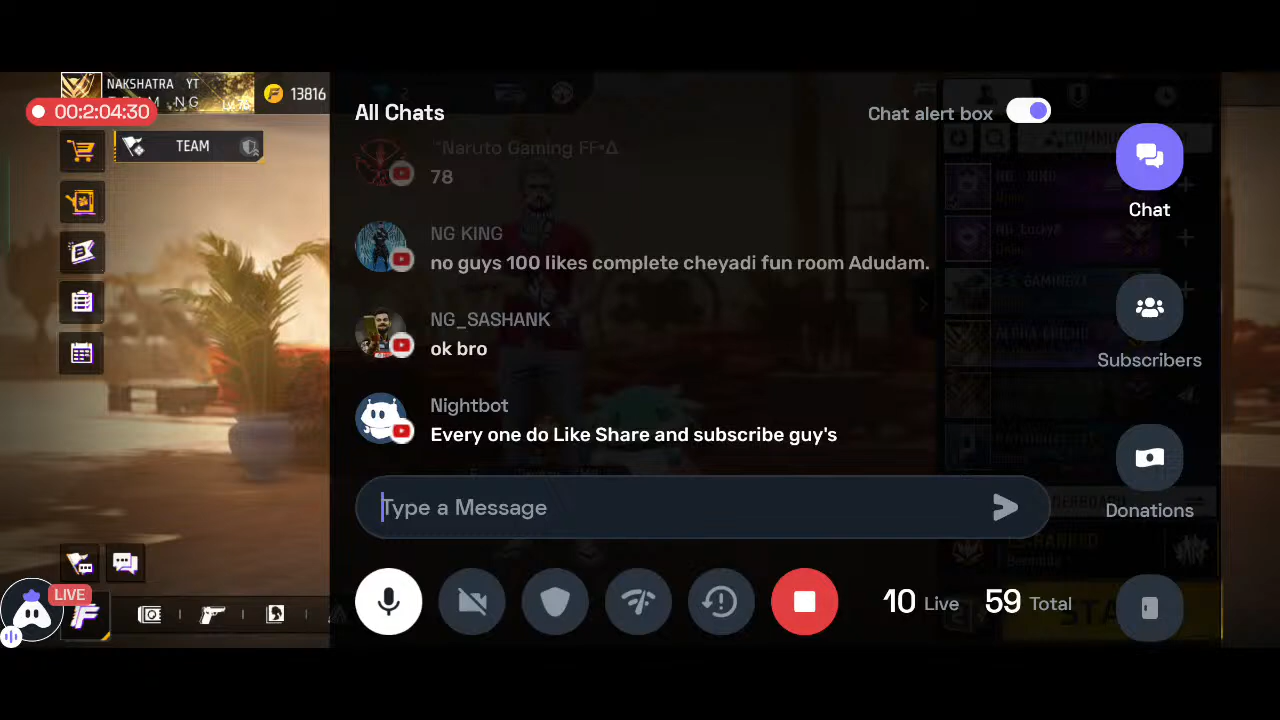 NAKSHATRA YT
13816
00:2:04:30
TEAM
All Chats
Chat alert box
"Naruto Gaming FF•Δ
78
NG KING
no guys 100 likes complete cheyadi fun room Adudam.
NG_SASHANK
ok bro
Nightbot
Every one do Like Share and subscribe guy's
Type a Message
Chat
Subscribers
Donations
LIVE
10 Live
59 Total